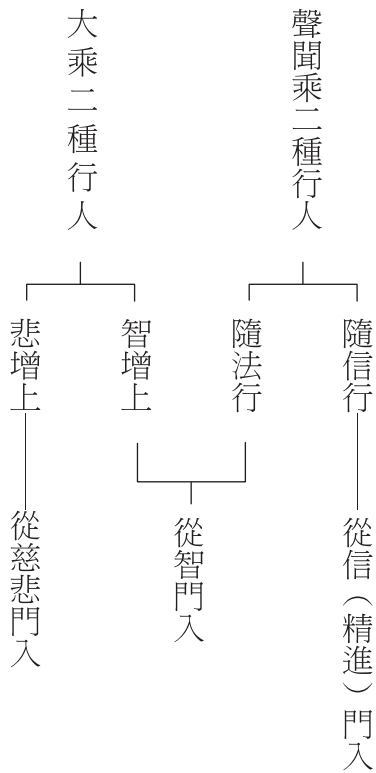 聲聞乘二種行人
隨信行
從信（精進）門入
隨法行
從智門入
大乘二種行人
智增上
悲增上
從慈悲門入